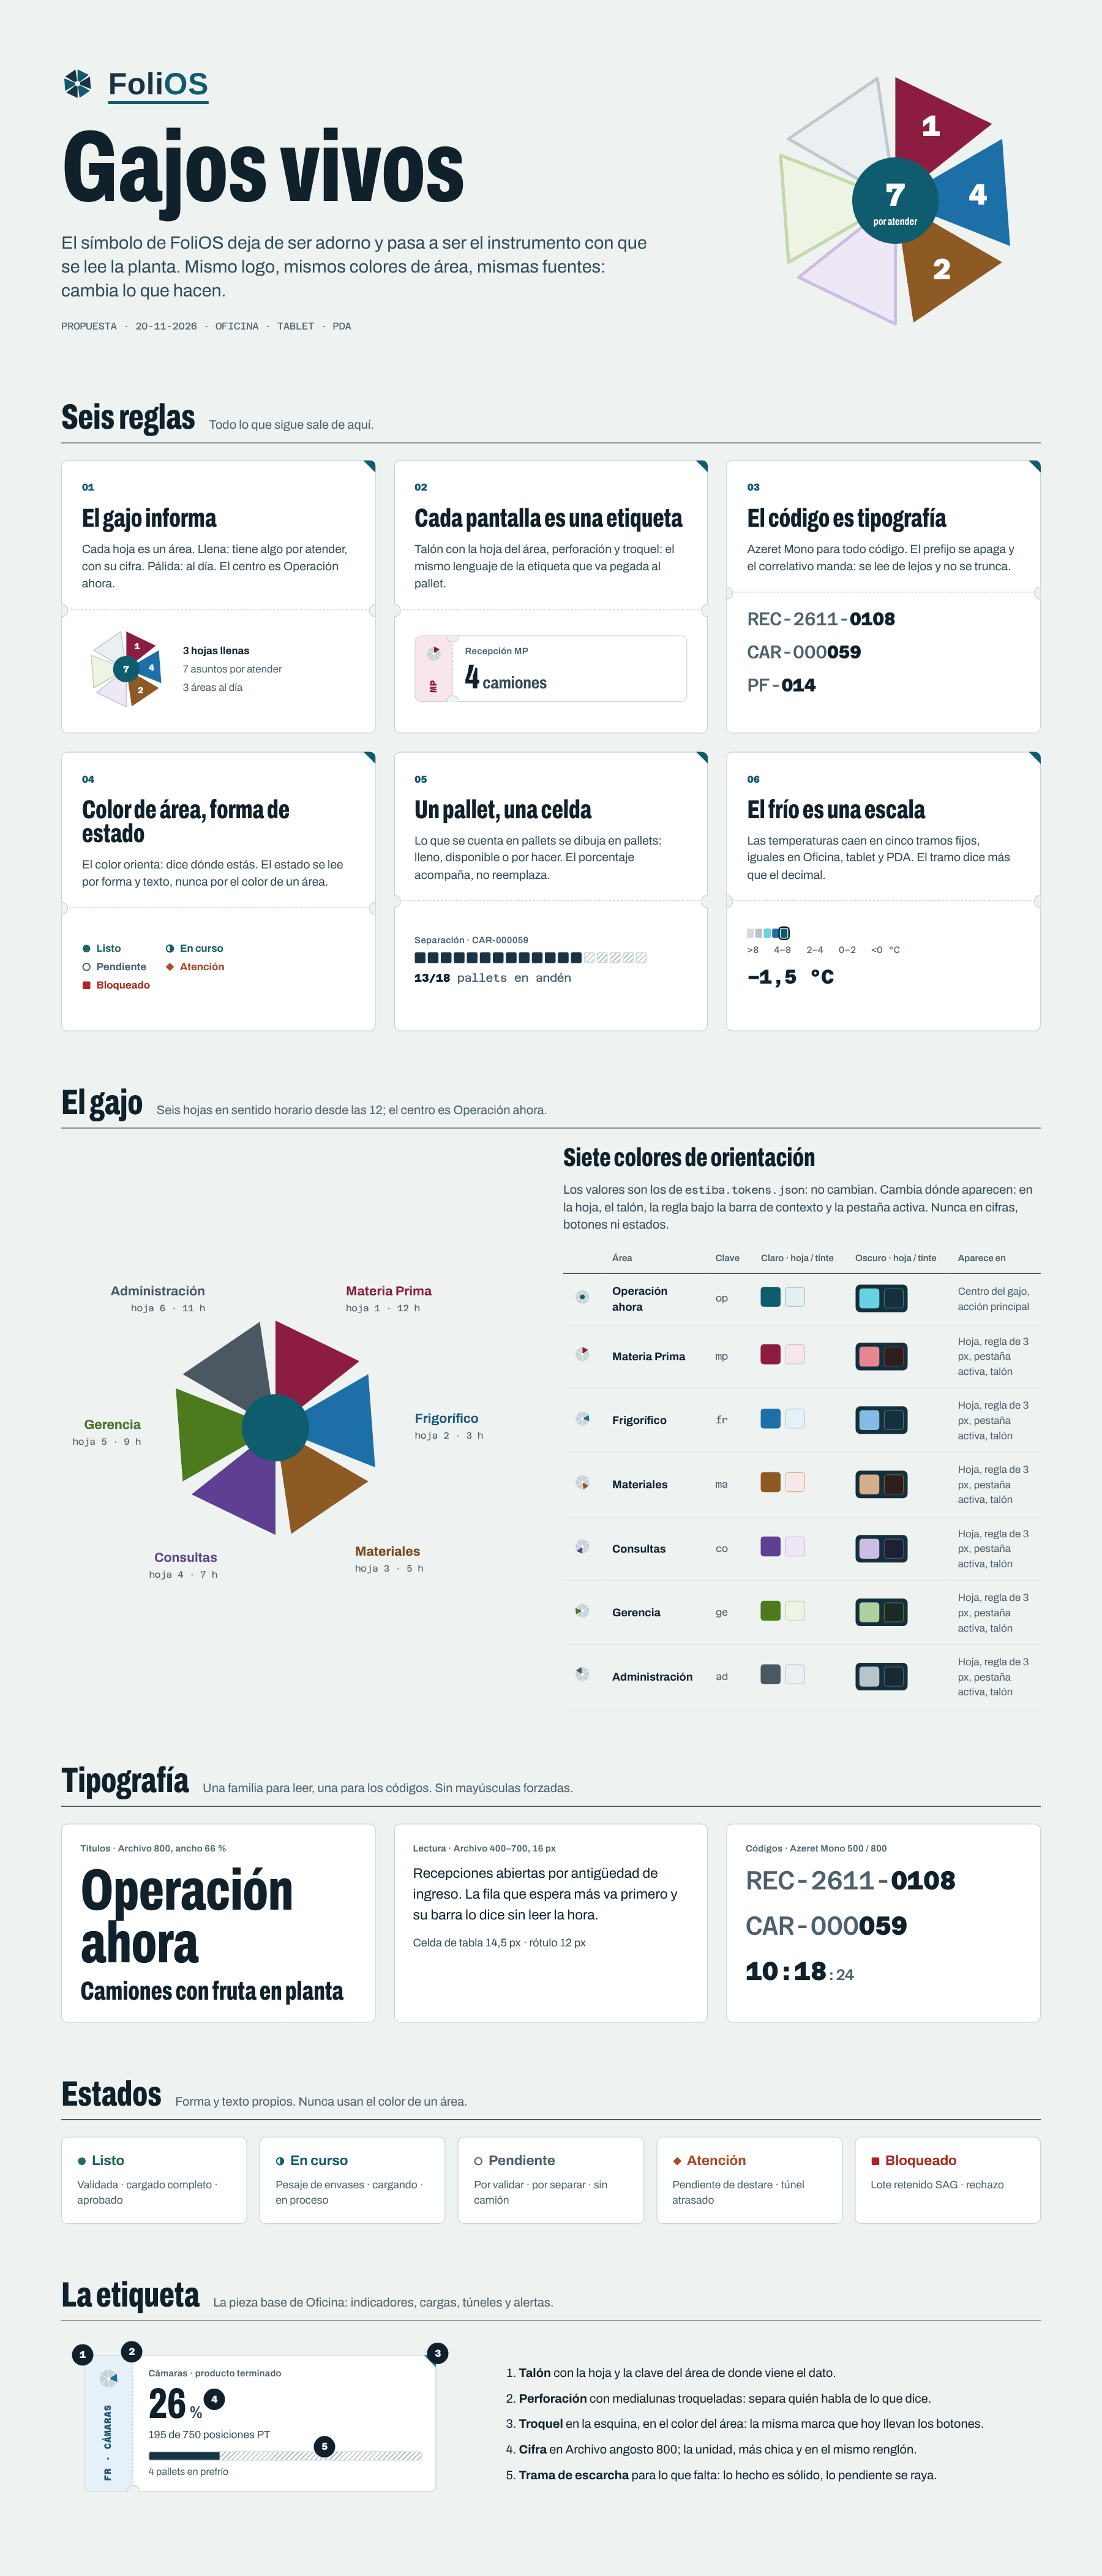 FoliOS
Gajos vivos
El símbolo de FoliOS deja de ser adorno y pasa a ser el instrumento con que
se lee la planta. Mismo logo, mismos colores de área, mismas fuentes:
cambia lo que hacen.
PROPUESTA · 20-11-2026 · OFICINA · TABLET · PDA
1
4
2
7
por atender
Seis reglas
Todo lo que sigue sale de aquí.
01
El gajo informa
Cada hoja es un área. Llena: tiene algo por atender,
con su cifra. Pálida: al día. El centro es Operación
ahora.
1
4
2
7
3 hojas llenas
7 asuntos por atender
3 áreas al día
02
Cada pantalla es una etiqueta
Talón con la hoja del área, perforación y troquel: el
mismo lenguaje de la etiqueta que va pegada al
pallet.
MP
Recepción MP
4 camiones
03
El código es tipografía
Azeret Mono para todo código. El prefijo se apaga y
el correlativo manda: se lee de lejos y no se trunca.
REC-2611-0108
CAR-000059
PF-014
04
Color de área, forma de
estado
El color orienta: dice dónde estás. El estado se lee
por forma y texto, nunca por el color de un área.
Listo
En curso
Pendiente
Atención
Bloqueado
05
Un pallet, una celda
Lo que se cuenta en pallets se dibuja en pallets:
lleno, disponible o por hacer. El porcentaje
acompaña, no reemplaza.
Separación · CAR-000059
13/18 pallets en andén
06
El frío es una escala
Las temperaturas caen en cinco tramos fijos,
iguales en Oficina, tablet y PDA. El tramo dice más
que el decimal.
>8 4–8 2–4 0–2 <0 °C
−1,5 °C
El gajo
Seis hojas en sentido horario desde las 12; el centro es Operación ahora.
Administración
hoja 6 · 11 h
Materia Prima
hoja 1 · 12 h
Gerencia
hoja 5 · 9 h
Frigorífico
hoja 2 · 3 h
Consultas
hoja 4 · 7 h
Materiales
hoja 3 · 5 h
Siete colores de orientación
Los valores son los de estiba.tokens.json: no cambian. Cambia dónde aparecen: en
la hoja, el talón, la regla bajo la barra de contexto y la pestaña activa. Nunca en cifras,
botones ni estados.
Área Clave Claro · hoja / tinte Oscuro · hoja / tinte Aparece en
Operación
ahora
op
Centro del gajo,
acción principal
Materia Prima
mp
Hoja, regla de 3
px, pestaña
activa, talón
Frigorífico
fr
Hoja, regla de 3
px, pestaña
activa, talón
Materiales
ma
Hoja, regla de 3
px, pestaña
activa, talón
Consultas
co
Hoja, regla de 3
px, pestaña
activa, talón
Gerencia
ge
Hoja, regla de 3
px, pestaña
activa, talón
Administración
ad
Hoja, regla de 3
px, pestaña
activa, talón
Tipografía
Una familia para leer, una para los códigos. Sin mayúsculas forzadas.
Títulos · Archivo 800, ancho 66 %
Operación
ahora
Camiones con fruta en planta
Lectura · Archivo 400–700, 16 px
Recepciones abiertas por antigüedad de
ingreso. La fila que espera más va primero y
su barra lo dice sin leer la hora.
Celda de tabla 14,5 px · rótulo 12 px
Códigos · Azeret Mono 500 / 800
REC-2611-0108
CAR-000059
10:18:24
Estados
Forma y texto propios. Nunca usan el color de un área.
Listo
Validada · cargado completo ·
aprobado
En curso
Pesaje de envases · cargando ·
en proceso
Pendiente
Por validar · por separar · sin
camión
Atención
Pendiente de destare · túnel
atrasado
Bloqueado
Lote retenido SAG · rechazo
La etiqueta
La pieza base de Oficina: indicadores, cargas, túneles y alertas.
1
2
3
FR · CÁMARAS
Cámaras · producto terminado
26 %
4
195 de 750 posiciones PT
5
4 pallets en prefrío
1. Talón con la hoja y la clave del área de donde viene el dato.
2. Perforación con medialunas troqueladas: separa quién habla de lo que dice.
3. Troquel en la esquina, en el color del área: la misma marca que hoy llevan los botones.
4. Cifra en Archivo angosto 800; la unidad, más chica y en el mismo renglón.
5. Trama de escarcha para lo que falta: lo hecho es sólido, lo pendiente se raya.